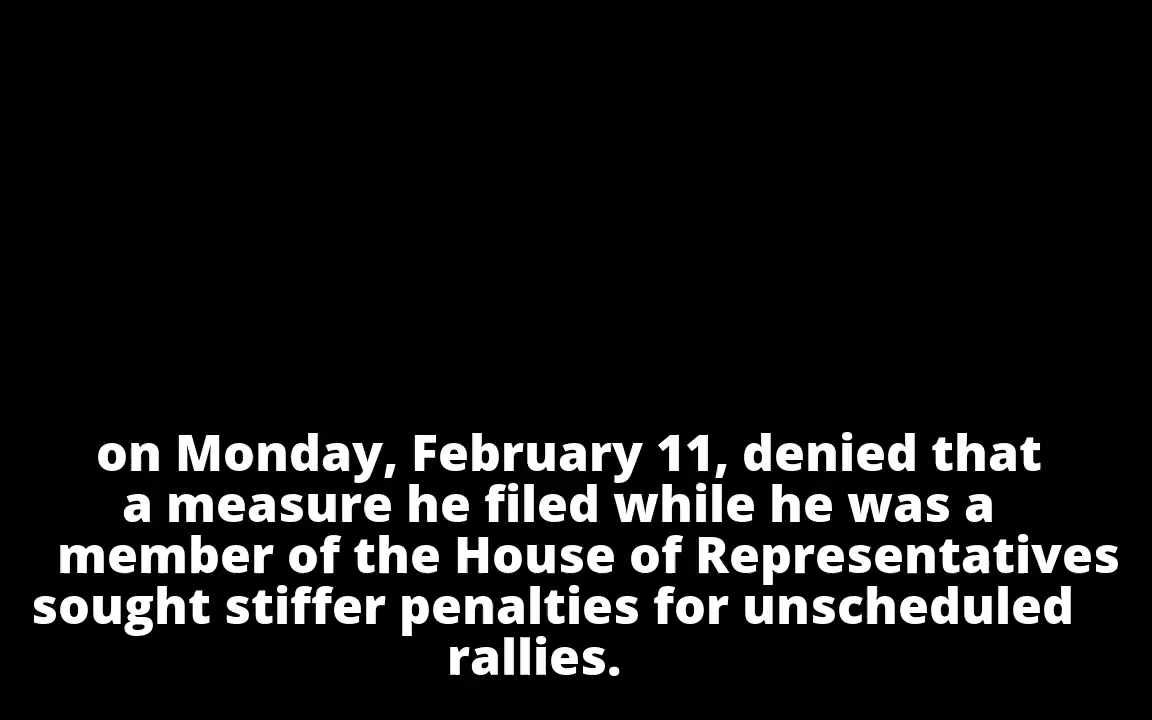 on Monday, February 11, denied that
a measure he filed while he was a
member of the House of Representatives
sought stiffer penalties for unscheduled
rallies.